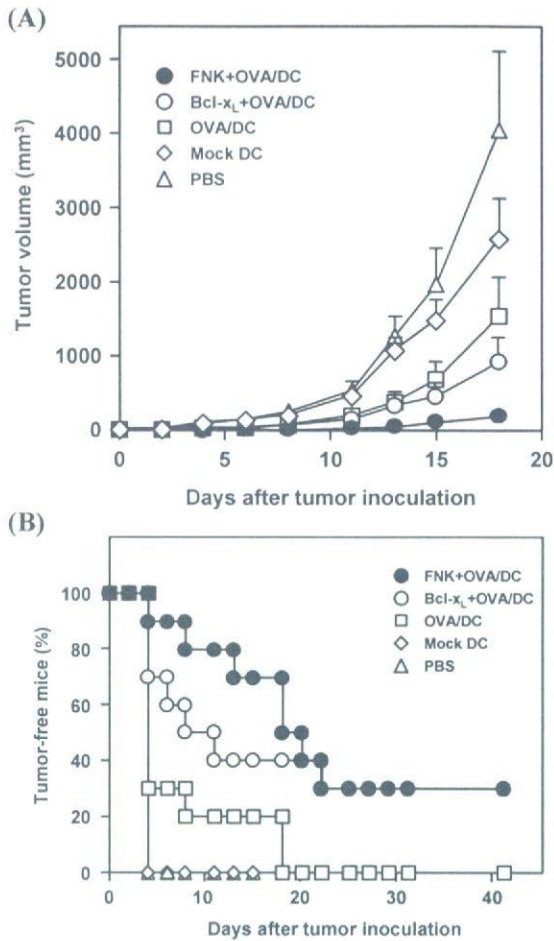 (A)
5000
4000
3000
2000
1000
0
Tumor volume (mm³)
FNK+OVA/DC
Bcl-xL+OVA/DC
OVA/DC
Mock DC
PBS
0 5 10 15 20
Days after tumor inoculation
(B)
100
80
60
40
20
0
Tumor-free mice (%)
FNK+OVA/DC
Bcl-xL+OVA/DC
OVA/DC
Mock DC
PBS
0 10 20 30 40
Days after tumor inoculation